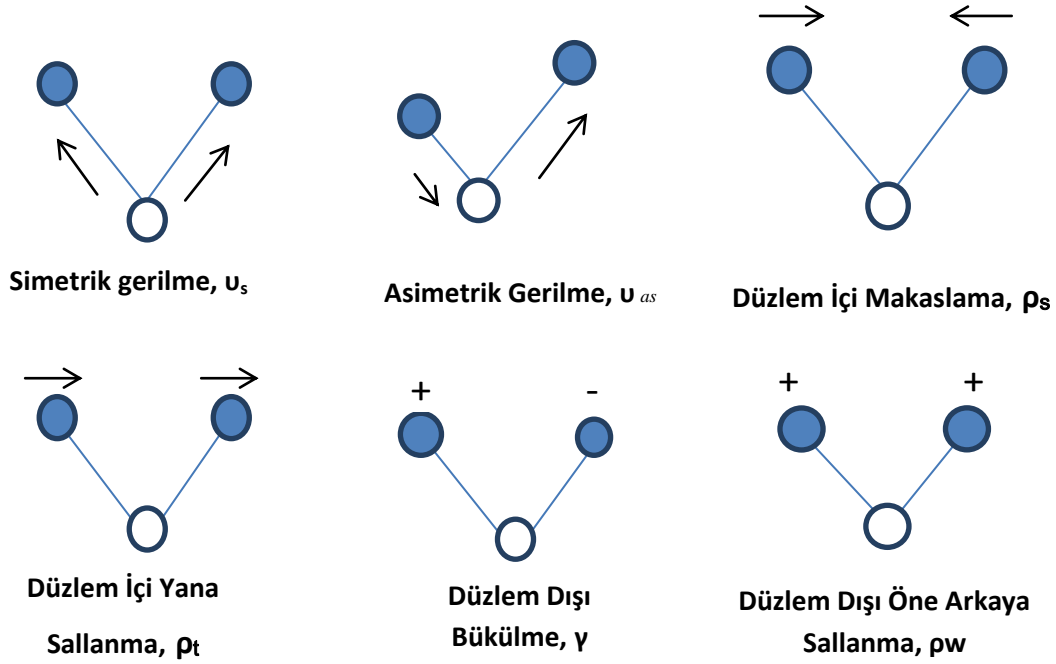 Simetrik gerilme, υs
Asimetrik Gerilme, υ as
Düzlem İçi Makaslama, ρs
Düzlem İçi Yana
Sallanma, ρt
+ -
Düzlem Dışı
Bükülme, γ
+ +
Düzlem Dışı Öne Arkaya
Sallanma, ρw